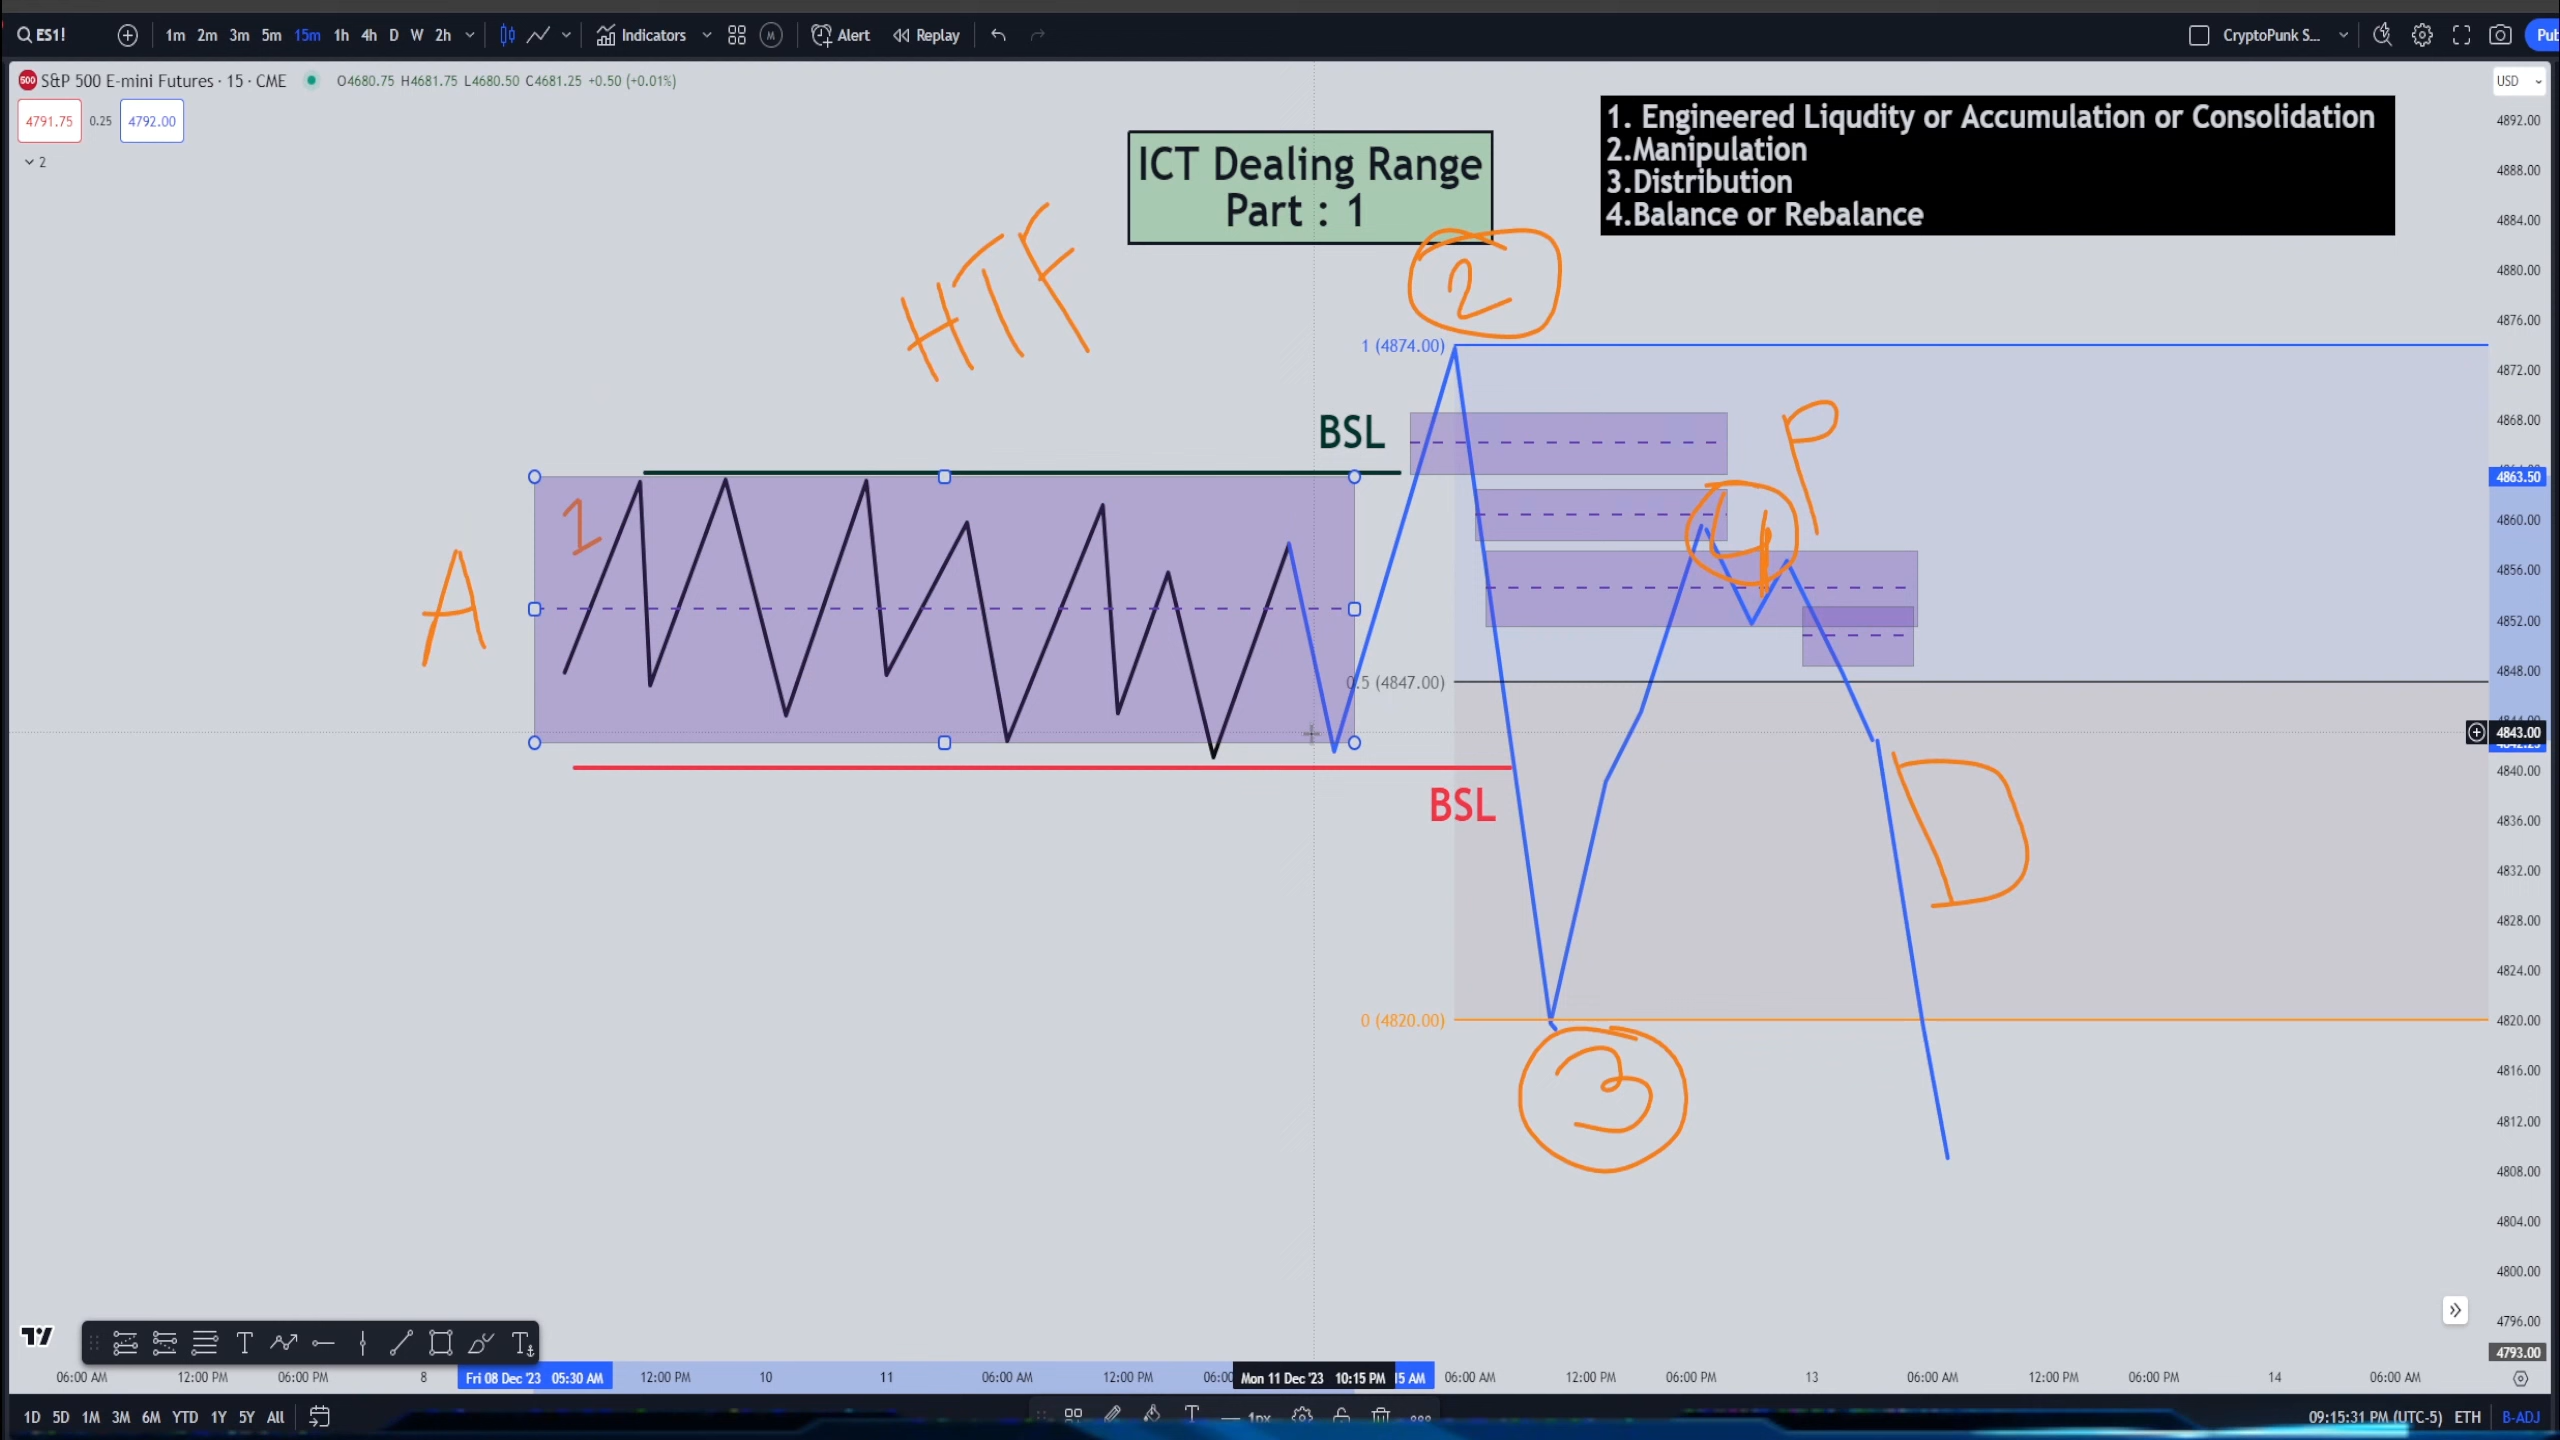 ES1! 1m 2m 3m 5m 15m 1h 4h D W 2h Indicators M Alert Replay CryptoPunk S... Pub
500 S&P 500 E-mini Futures · 15 · CME O4680.75 H4681.75 L4680.50 C4681.25 +0.50 (+0.01%) USD
4791.75 0.25 4792.00
2
ICT Dealing Range
Part : 1
1. Engineered Liqudity or Accumulation or Consolidation
2.Manipulation
3.Distribution
4.Balance or Rebalance
HTF
2
1 (4874.00)
BSL
P
1
4
A
0.5 (4847.00)
BSL
D
0 (4820.00)
3
4892.00
4888.00
4884.00
4880.00
4876.00
4872.00
4868.00
4863.50
4860.00
4856.00
4852.00
4848.00
4843.00
4840.00
4836.00
4832.00
4828.00
4824.00
4820.00
4816.00
4812.00
4808.00
4804.00
4800.00
4796.00
4793.00
06:00 AM 12:00 PM 06:00 PM 8 Fri 08 Dec '23 05:30 AM 12:00 PM 10 11 06:00 AM 12:00 PM 06:00 Mon 11 Dec '23 10:15 PM 5 AM 06:00 AM 12:00 PM 06:00 PM 13 06:00 AM 12:00 PM 06:00 PM 14 06:00 AM
1D 5D 1M 3M 6M YTD 1Y 5Y All 1px 09:15:31 PM (UTC-5) ETH B-ADJ